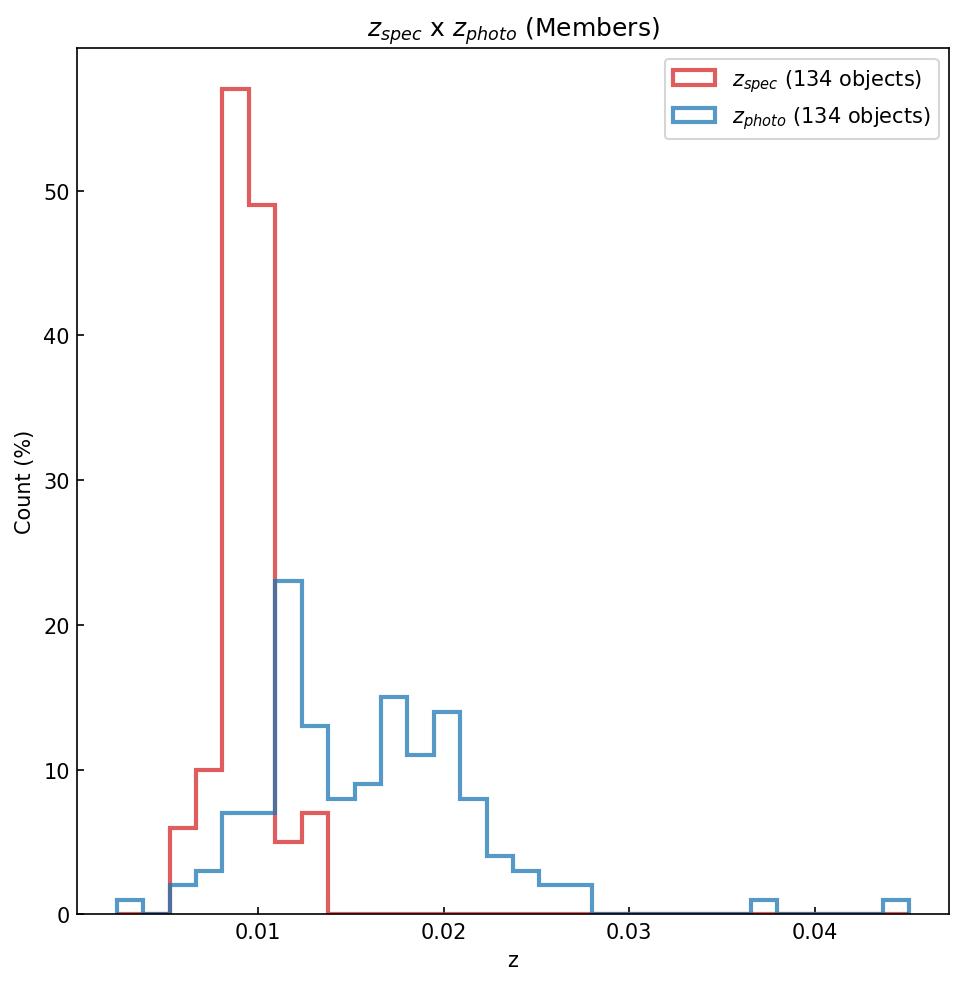 z_spec x z_photo (Members)
z_spec (134 objects)
z_photo (134 objects)
Count (%)
50
40
30
20
10
0
0.01 0.02 0.03 0.04
z